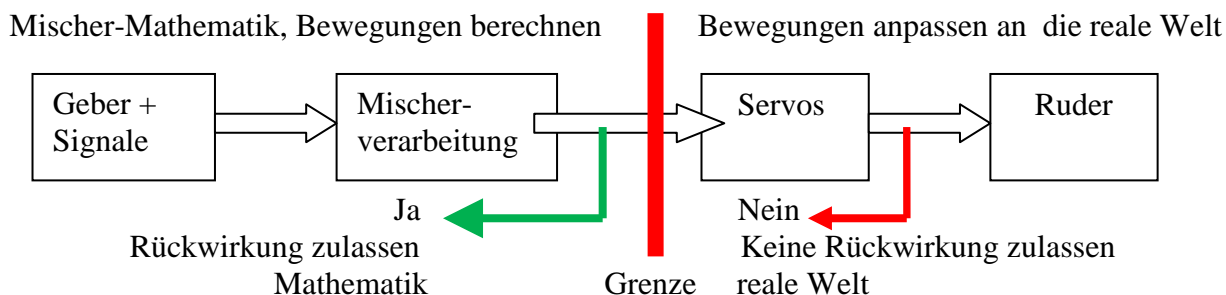 Mischer-Mathematik, Bewegungen berechnen
Bewegungen anpassen an die reale Welt
Geber +
Signale
Mischer-
verarbeitung
Servos
Ruder
Ja
Rückwirkung zulassen
Mathematik
Grenze
Nein
Keine Rückwirkung zulassen
reale Welt